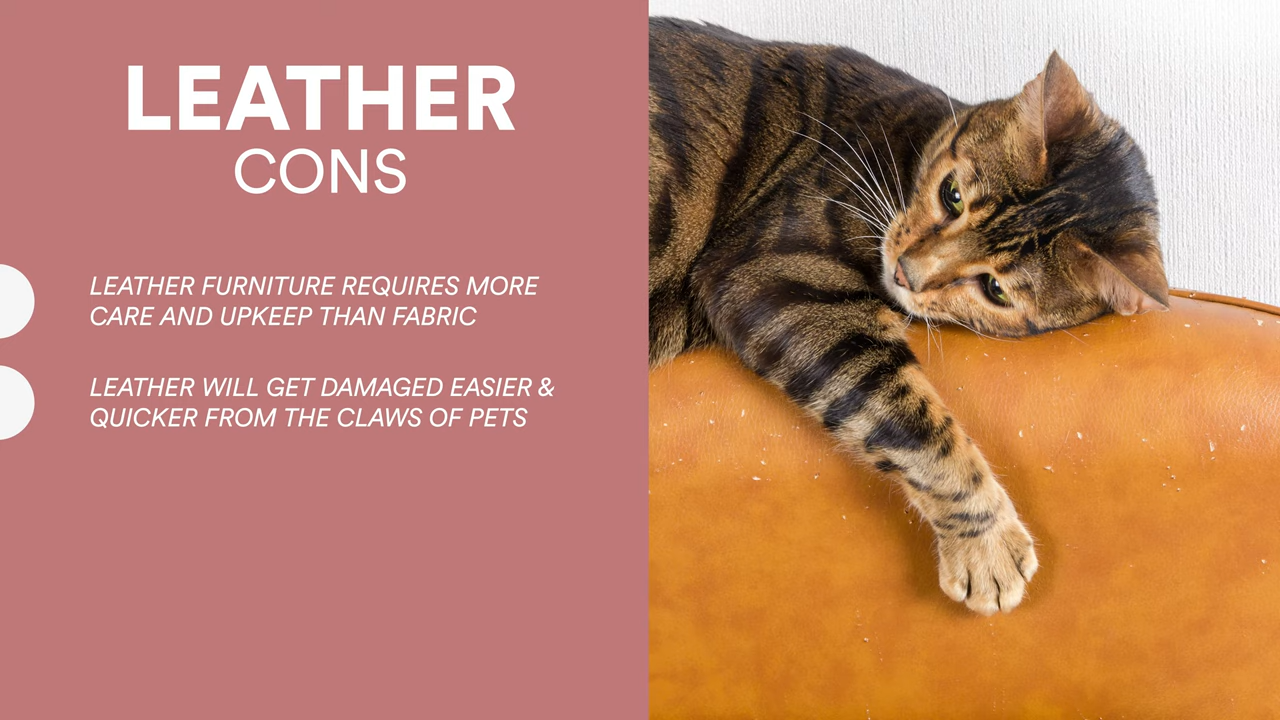 LEATHER
CONS
LEATHER FURNITURE REQUIRES MORE
CARE AND UPKEEP THAN FABRIC
LEATHER WILL GET DAMAGED EASIER &
QUICKER FROM THE CLAWS OF PETS